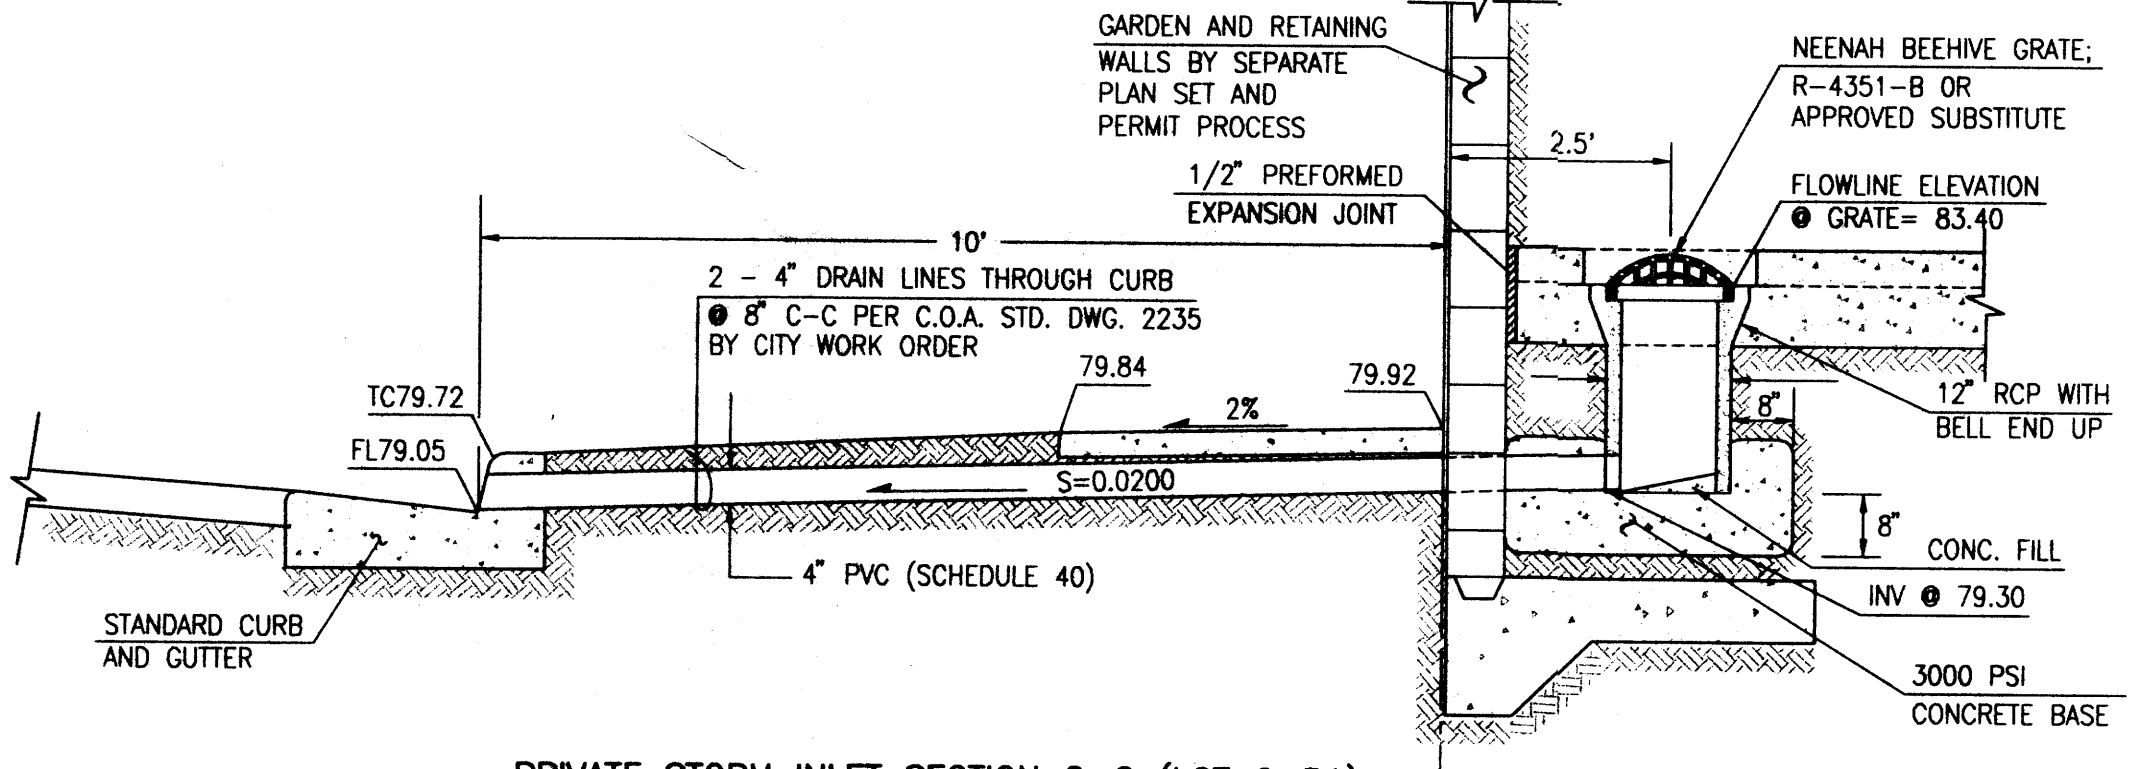 GARDEN AND RETAINING
WALLS BY SEPARATE
PLAN SET AND
PERMIT PROCESS
NEENAH BEEHIVE GRATE;
R-4351-B OR
APPROVED SUBSTITUTE
2.5'
1/2" PREFORMED
EXPANSION JOINT
FLOWLINE ELEVATION
@ GRATE= 83.40
10'
2 - 4" DRAIN LINES THROUGH CURB
@ 8" C-C PER C.O.A. STD. DWG. 2235
BY CITY WORK ORDER
79.84
79.92
TC79.72
2%
8"
12" RCP WITH
BELL END UP
FL79.05
S=0.0200
8"
CONC. FILL
4" PVC (SCHEDULE 40)
INV @ 79.30
STANDARD CURB
AND GUTTER
3000 PSI
CONCRETE BASE
PRIVATE STORM INLET SECTION